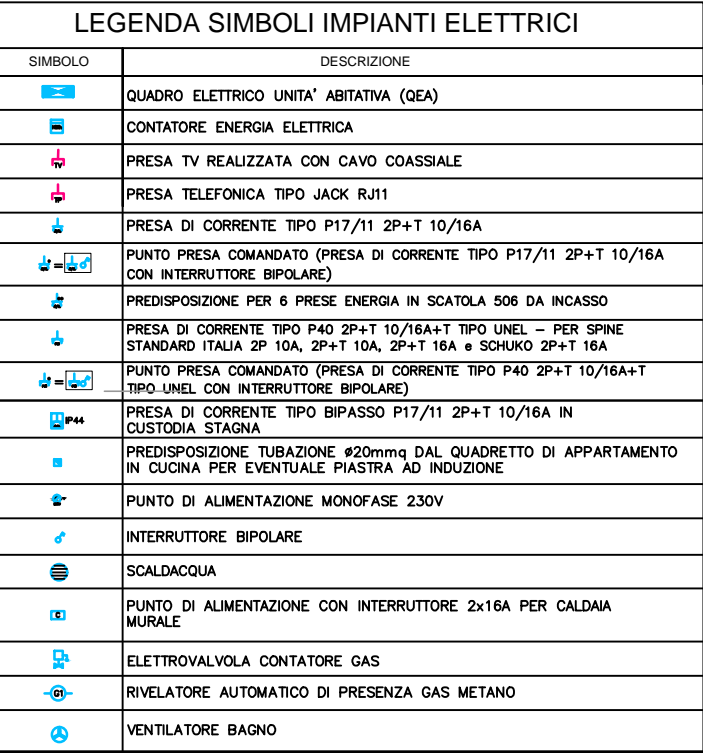 LEGENDA SIMBOLI IMPIANTI ELETTRICI
SIMBOLO DESCRIZIONE
QUADRO ELETTRICO UNITA' ABITATIVA (QEA)
CONTATORE ENERGIA ELETTRICA
TV PRESA TV REALIZZATA CON CAVO COASSIALE
TP PRESA TELEFONICA TIPO JACK RJ11
PRESA DI CORRENTE TIPO P17/11 2P+T 10/16A
= PUNTO PRESA COMANDATO (PRESA DI CORRENTE TIPO P17/11 2P+T 10/16A
CON INTERRUTTORE BIPOLARE)
PREDISPOSIZIONE PER 6 PRESE ENERGIA IN SCATOLA 506 DA INCASSO
PRESA DI CORRENTE TIPO P40 2P+T 10/16A+T TIPO UNEL – PER SPINE
STANDARD ITALIA 2P 10A, 2P+T 10A, 2P+T 16A e SCHUKO 2P+T 16A
= PUNTO PRESA COMANDATO (PRESA DI CORRENTE TIPO P40 2P+T 10/16A+T
TIPO UNEL CON INTERRUTTORE BIPOLARE)
IP44 PRESA DI CORRENTE TIPO BIPASSO P17/11 2P+T 10/16A IN
CUSTODIA STAGNA
PREDISPOSIZIONE TUBAZIONE ø20mmq DAL QUADRETTO DI APPARTAMENTO
IN CUCINA PER EVENTUALE PIASTRA AD INDUZIONE
PUNTO DI ALIMENTAZIONE MONOFASE 230V
INTERRUTTORE BIPOLARE
SCALDACQUA
C PUNTO DI ALIMENTAZIONE CON INTERRUTTORE 2x16A PER CALDAIA
MURALE
ELETTROVALVOLA CONTATORE GAS
G1 RIVELATORE AUTOMATICO DI PRESENZA GAS METANO
VENTILATORE BAGNO